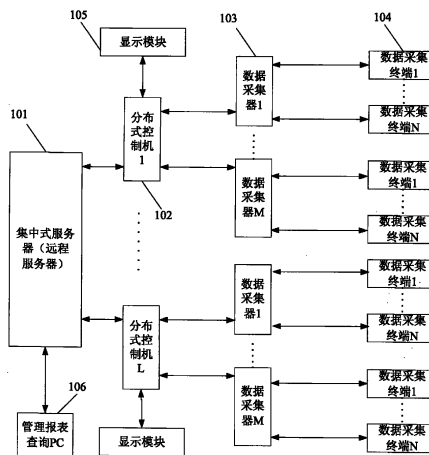 105
显示模块
103
104
数据采集
终端1
101
分布
式控
制机
1
数据
采集
器1
数据采集
终端N
102
数据
采集
器M
数据采集
终端1
数据采集
终端N
集中式服务
器（远程
服务器）
数据
采集
器1
数据采集
终端1
数据采集
终端N
分布
式控
制机
L
数据
采集
器M
数据采集
终端1
数据采集
终端N
106
管理报表
查询PC
显示模块